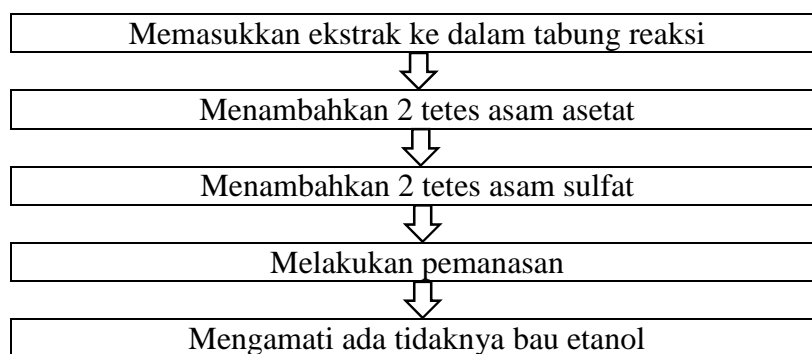 Memasukkan ekstrak ke dalam tabung reaksi
Menambahkan 2 tetes asam asetat
Menambahkan 2 tetes asam sulfat
Melakukan pemanasan
Mengamati ada tidaknya bau etanol